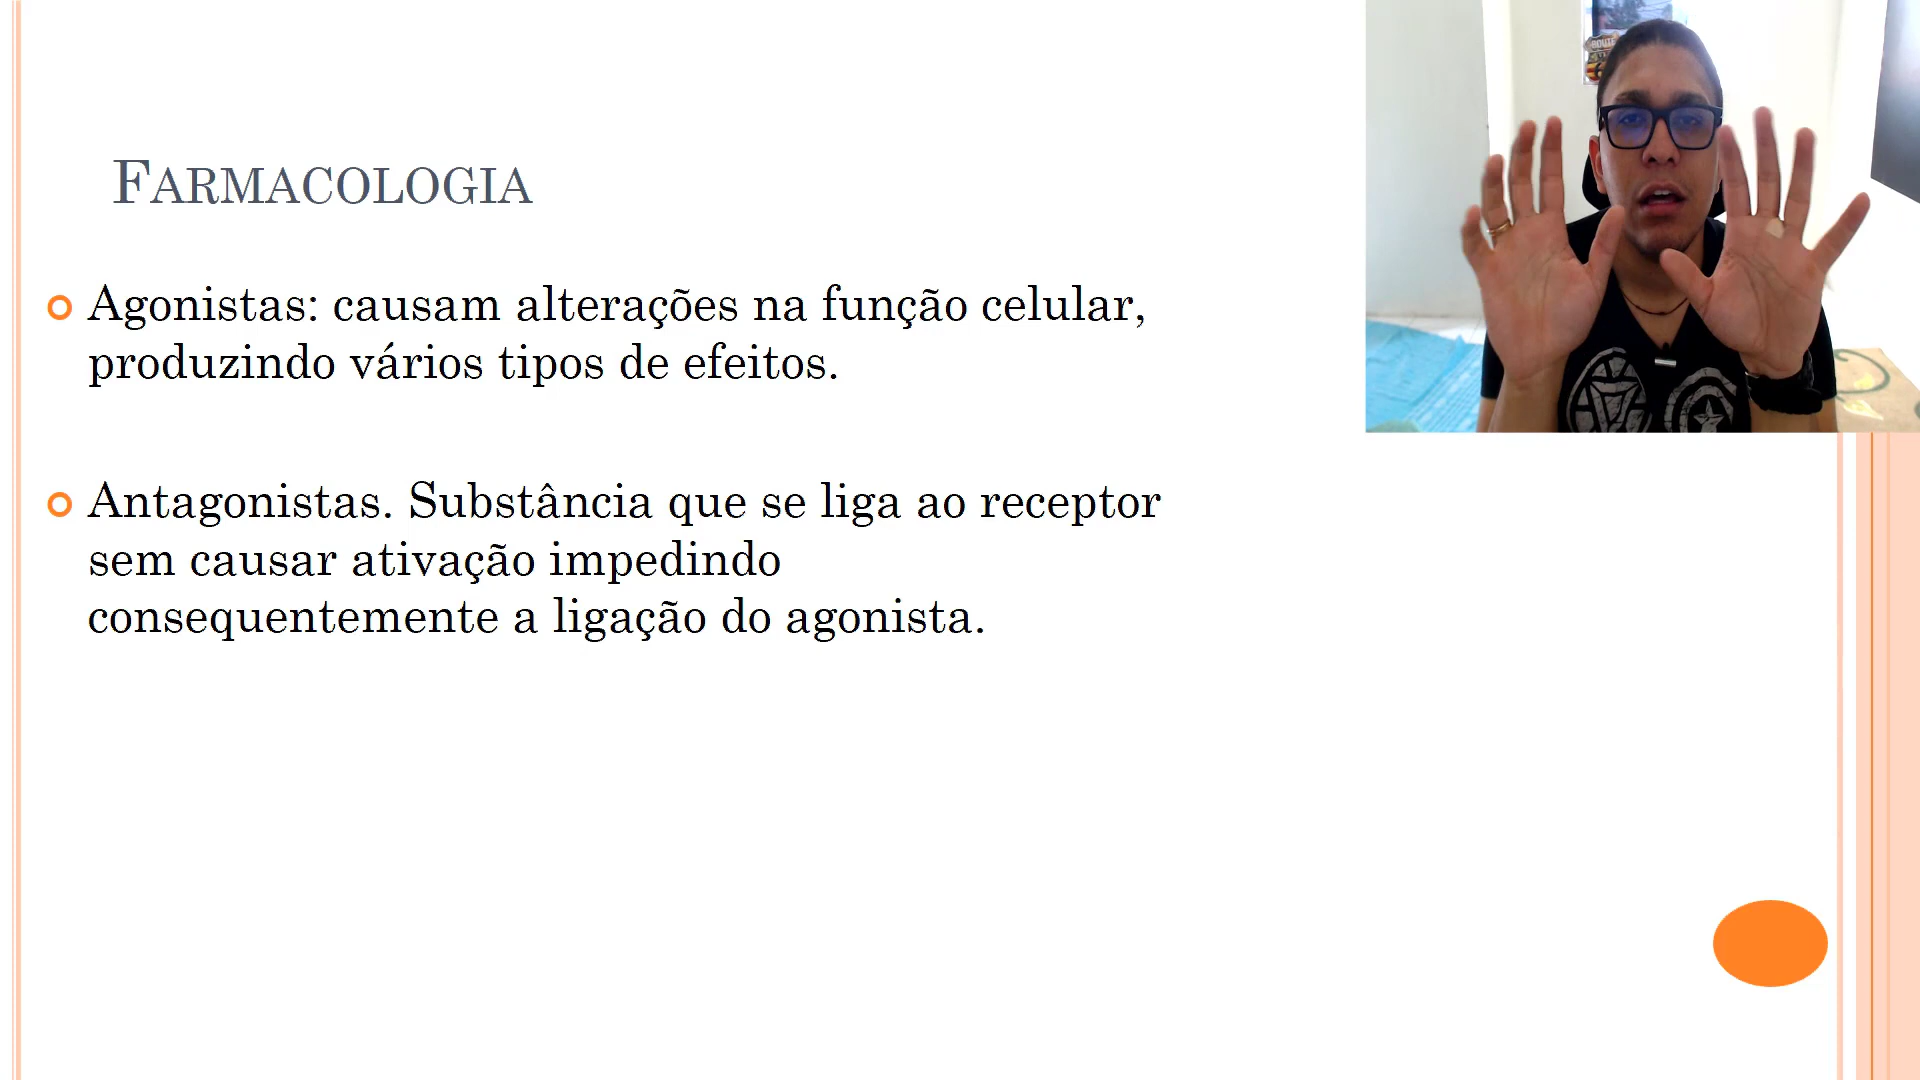 FARMACOLOGIA
Agonistas: causam alterações na função celular,
produzindo vários tipos de efeitos.
Antagonistas. Substância que se liga ao receptor
sem causar ativação impedindo
consequentemente a ligação do agonista.